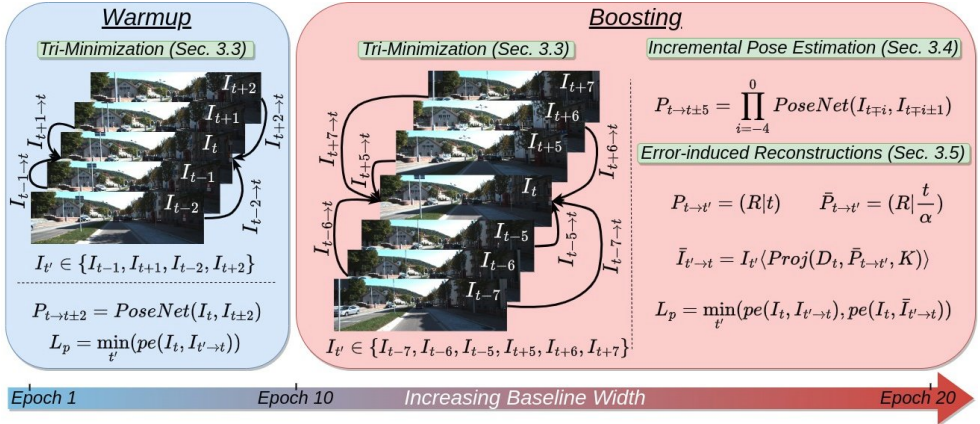 Warmup
Tri-Minimization (Sec. 3.3)
I_{t+2}
I_{t+1}
I_t
I_{t-1}
I_{t-2}
I_{t+1→t}
I_{t-1→t}
I_{t+2→t}
I_{t-2→t}
I_{t'} ∈ {I_{t-1}, I_{t+1}, I_{t-2}, I_{t+2}}
P_{t→t±2} = PoseNet(I_t, I_{t±2})
L_p = min_{t'}(pe(I_t, I_{t'→t}))
Boosting
Tri-Minimization (Sec. 3.3)
I_{t+7}
I_{t+6}
I_{t+5}
I_t
I_{t-5}
I_{t-6}
I_{t-7}
I_{t+7→t}
I_{t+5→t}
I_{t+6→t}
I_{t-6→t}
I_{t-5→t}
I_{t-7→t}
I_{t'} ∈ {I_{t-7}, I_{t-6}, I_{t-5}, I_{t+5}, I_{t+6}, I_{t+7}}
Incremental Pose Estimation (Sec. 3.4)
P_{t→t±5} = ∏_{i=-4}^{0} PoseNet(I_{t∓i}, I_{t∓i±1})
Error-induced Reconstructions (Sec. 3.5)
P_{t→t'} = (R|t) P̄_{t→t'} = (R|t/α)
Ī_{t'→t} = I_{t'}⟨Proj(D_t, P̄_{t→t'}, K)⟩
L_p = min_{t'}(pe(I_t, I_{t'→t}), pe(I_t, Ī_{t'→t}))
Epoch 1 Epoch 10 Increasing Baseline Width Epoch 20